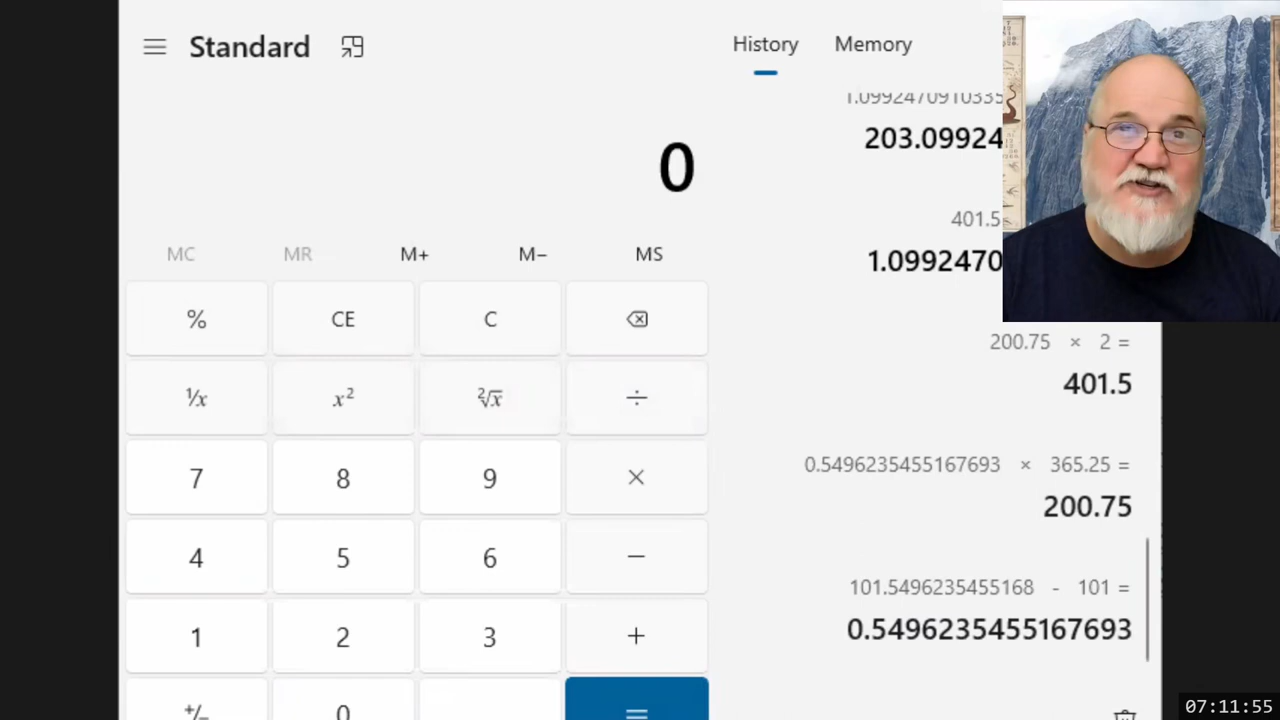 Standard
History Memory
1.0992470910335
203.09924
0
401.5
1.0992470
MC MR M+ M− MS
% CE C
200.75 × 2 =
401.5
¹/x x² ²√x ÷
7 8 9 ×
0.5496235455167693 × 365.25 =
200.75
4 5 6 −
101.5496235455168 - 101 =
0.5496235455167693
1 2 3 +
+/− 0 =
07:11:55